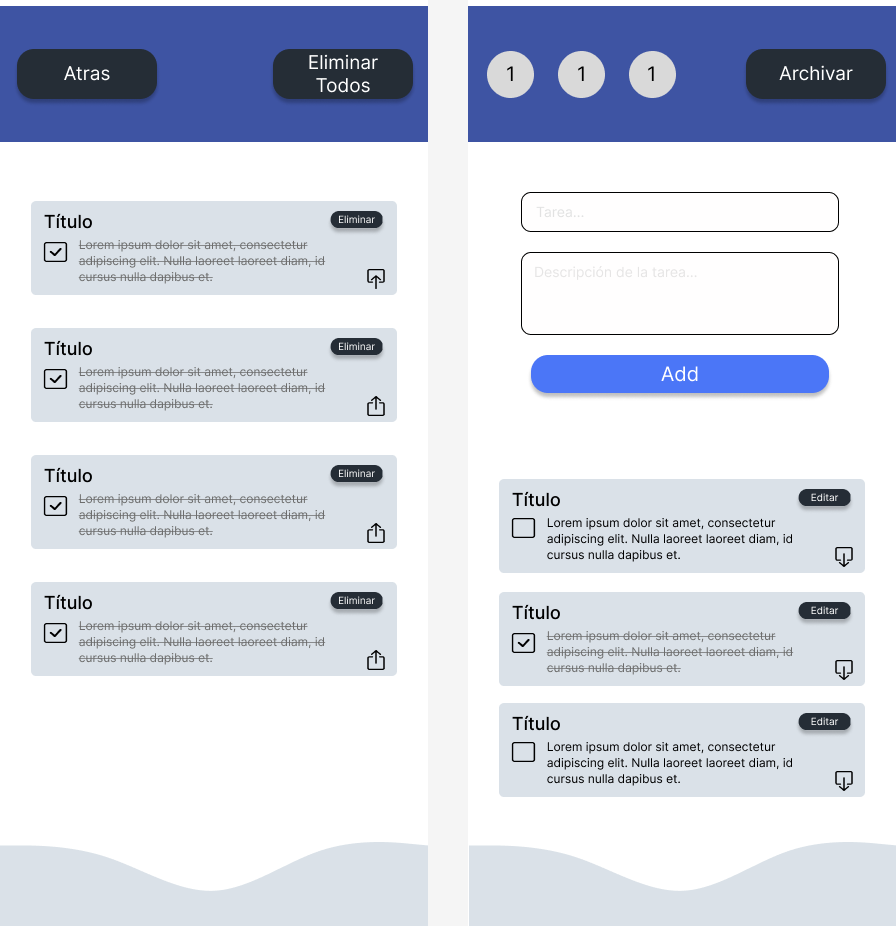 Atras
Eliminar
Todos
Título
Eliminar
Lorem ipsum dolor sit amet, consectetur
adipiscing elit. Nulla laoreet laoreet diam, id
cursus nulla dapibus et.
Título
Eliminar
Lorem ipsum dolor sit amet, consectetur
adipiscing elit. Nulla laoreet laoreet diam, id
cursus nulla dapibus et.
Título
Eliminar
Lorem ipsum dolor sit amet, consectetur
adipiscing elit. Nulla laoreet laoreet diam, id
cursus nulla dapibus et.
Título
Eliminar
Lorem ipsum dolor sit amet, consectetur
adipiscing elit. Nulla laoreet laoreet diam, id
cursus nulla dapibus et.
1 1 1
Archivar
Tarea...
Descripción de la tarea...
Add
Título
Editar
Lorem ipsum dolor sit amet, consectetur
adipiscing elit. Nulla laoreet laoreet diam, id
cursus nulla dapibus et.
Título
Editar
Lorem ipsum dolor sit amet, consectetur
adipiscing elit. Nulla laoreet laoreet diam, id
cursus nulla dapibus et.
Título
Editar
Lorem ipsum dolor sit amet, consectetur
adipiscing elit. Nulla laoreet laoreet diam, id
cursus nulla dapibus et.